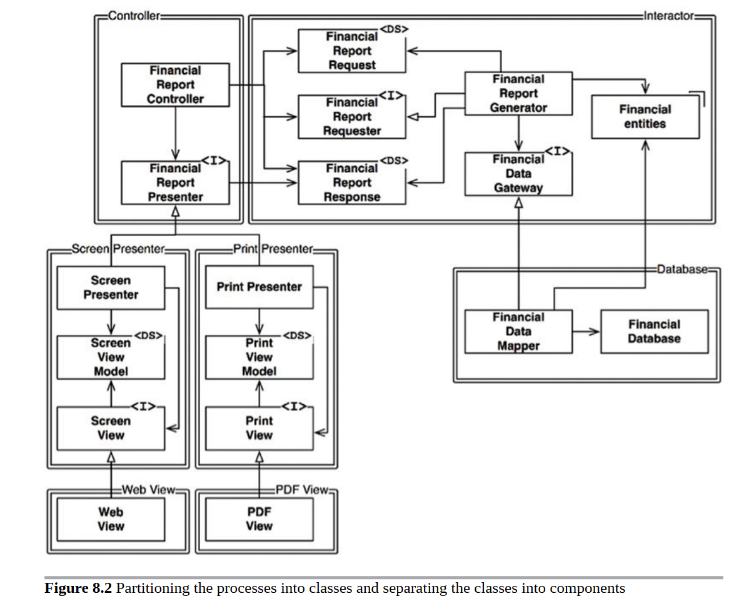 Controller
Interactor
Financial
Report
Controller
<I>
Financial
Report
Presenter
<DS>
Financial
Report
Request
<I>
Financial
Report
Requester
<DS>
Financial
Report
Response
Financial
Report
Generator
<I>
Financial
Data
Gateway
Financial
entities
Screen Presenter
Screen
Presenter
<DS>
Screen
View
Model
<I>
Screen
View
Print Presenter
Print Presenter
<DS>
Print
View
Model
<I>
Print
View
Database
Financial
Data
Mapper
Financial
Database
Web View
Web
View
PDF View
PDF
View
Figure 8.2 Partitioning the processes into classes and separating the classes into components